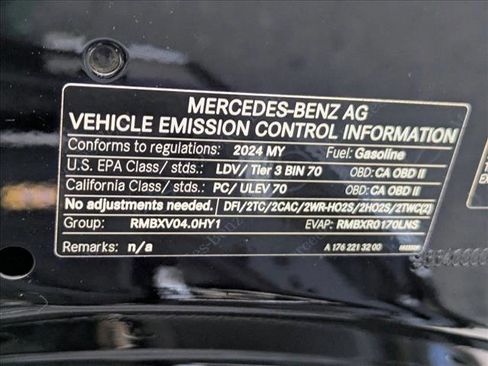 MERCEDES-BENZ AG
VEHICLE EMISSION CONTROL INFORMATION
Conforms to regulations: 2024 MY Fuel: Gasoline
U.S. EPA Class/ stds.: LDV/ Tier 3 BIN 70 OBD: CA OBD II
California Class/ stds.: PC/ ULEV 70 OBD: CA OBD II
No adjustments needed. DFI/2TC/2CAC/2WR-HO2S/2HO2S/2TWC(2)
Group: RMBXV04.0HY1 EVAP: RMBXR0170LNS
Remarks: n/a A 176 221 32 00